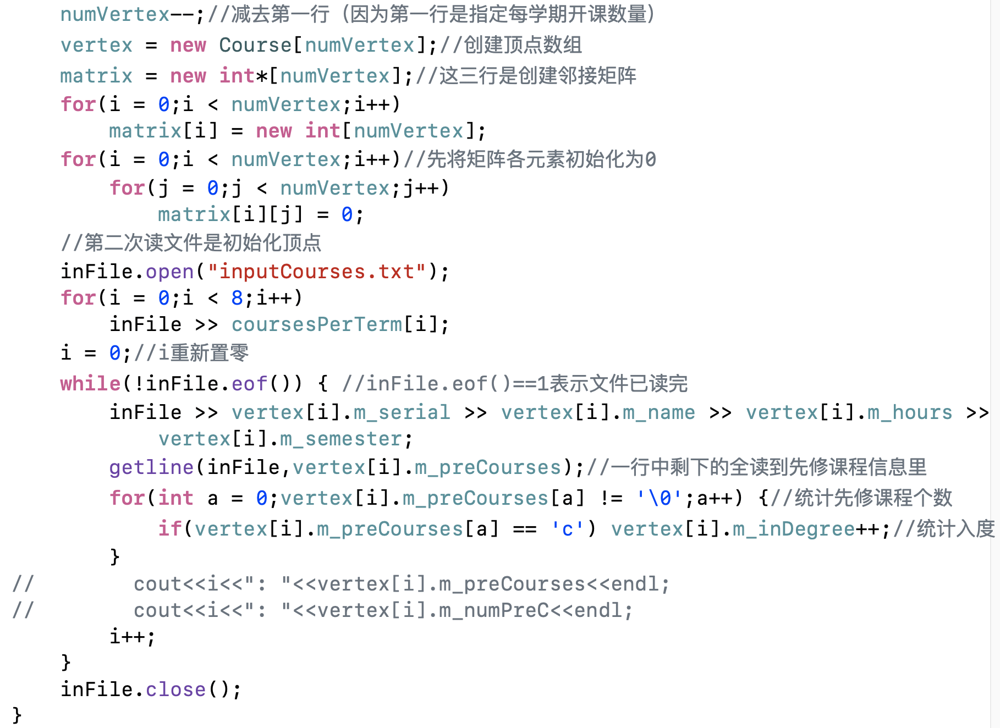 numVertex--;//减去第一行（因为第一行是指定每学期开课数量）
vertex = new Course[numVertex];//创建顶点数组
matrix = new int*[numVertex];//这三行是创建邻接矩阵
for(i = 0;i < numVertex;i++)
matrix[i] = new int[numVertex];
for(i = 0;i < numVertex;i++)//先将矩阵各元素初始化为0
for(j = 0;j < numVertex;j++)
matrix[i][j] = 0;
//第二次读文件是初始化顶点
inFile.open("inputCourses.txt");
for(i = 0;i < 8;i++)
inFile >> coursesPerTerm[i];
i = 0;//i重新置零
while(!inFile.eof()) { //inFile.eof()==1表示文件已读完
inFile >> vertex[i].m_serial >> vertex[i].m_name >> vertex[i].m_hours >>
vertex[i].m_semester;
getline(inFile,vertex[i].m_preCourses);//一行中剩下的全读到先修课程信息里
for(int a = 0;vertex[i].m_preCourses[a] != '\0';a++) {//统计先修课程个数
if(vertex[i].m_preCourses[a] == 'c') vertex[i].m_inDegree++;//统计入度
}
//        cout<<i<<": "<<vertex[i].m_preCourses<<endl;
//        cout<<i<<": "<<vertex[i].m_numPreC<<endl;
i++;
}
inFile.close();
}